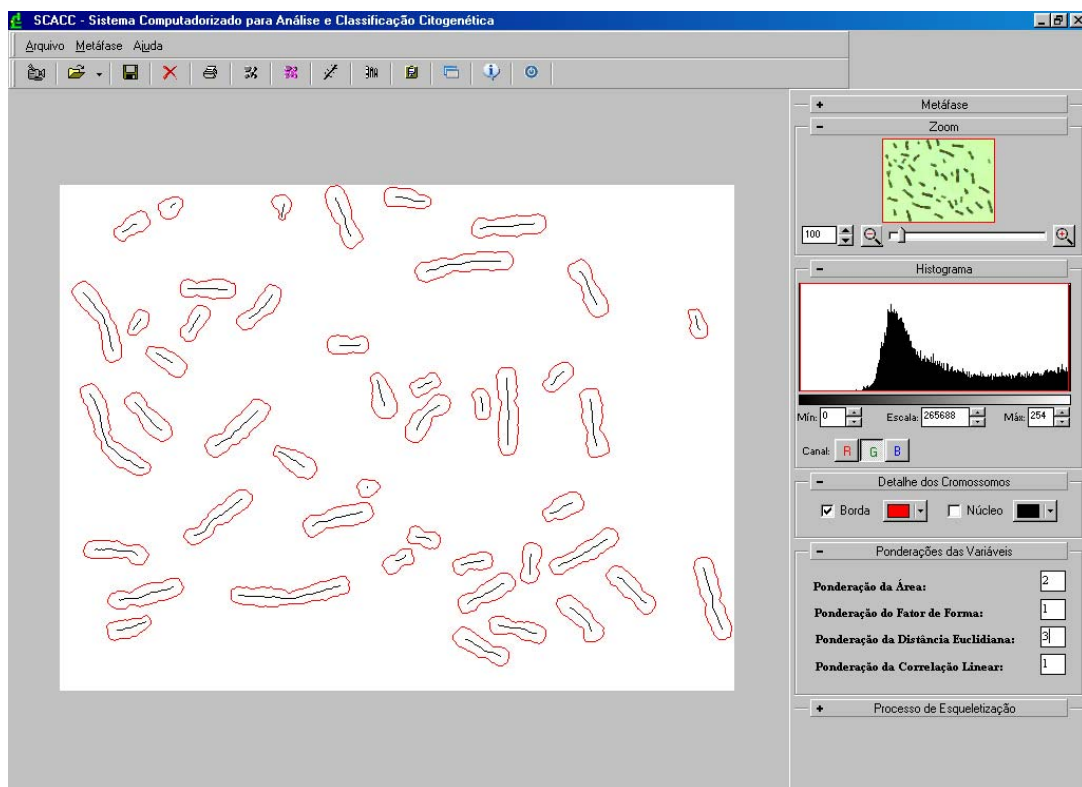 SCACC - Sistema Computadorizado para Análise e Classificação Citogenética
Arquivo Metáfase Ajuda
+ Metáfase
- Zoom
100
- Histograma
Mín: 0 Escala: 265688 Máx: 254
Canal: R G B
- Detalhe dos Cromossomos
Borda Núcleo
- Ponderações das Variáveis
Ponderação da Área: 2
Ponderação do Fator de Forma: 1
Ponderação da Distância Euclidiana: 3
Ponderação da Correlação Linear: 1
+ Processo de Esqueletização